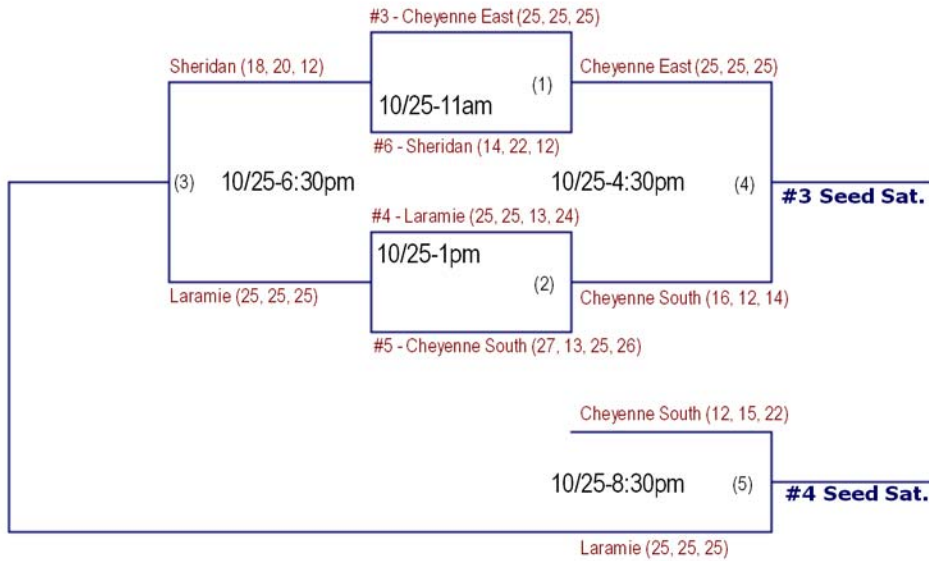 #3 - Cheyenne East (25, 25, 25)
Sheridan (18, 20, 12)
Cheyenne East (25, 25, 25)
(1)
10/25-11am
#6 - Sheridan (14, 22, 12)
(3)
10/25-6:30pm
10/25-4:30pm
(4)
#3 Seed Sat.
#4 - Laramie (25, 25, 13, 24)
10/25-1pm
(2)
Laramie (25, 25, 25)
Cheyenne South (16, 12, 14)
#5 - Cheyenne South (27, 13, 25, 26)
Cheyenne South (12, 15, 22)
10/25-8:30pm
(5)
#4 Seed Sat.
Laramie (25, 25, 25)